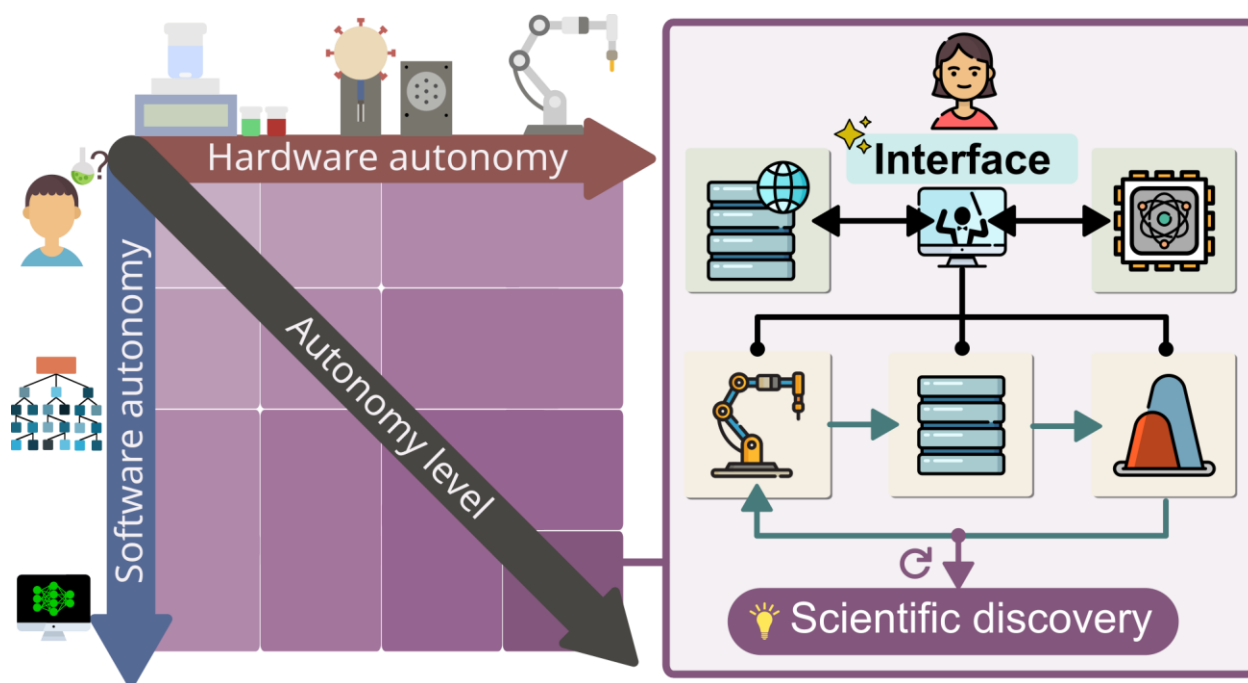 Hardware autonomy
?
Software autonomy
Autonomy level
Interface
Scientific discovery